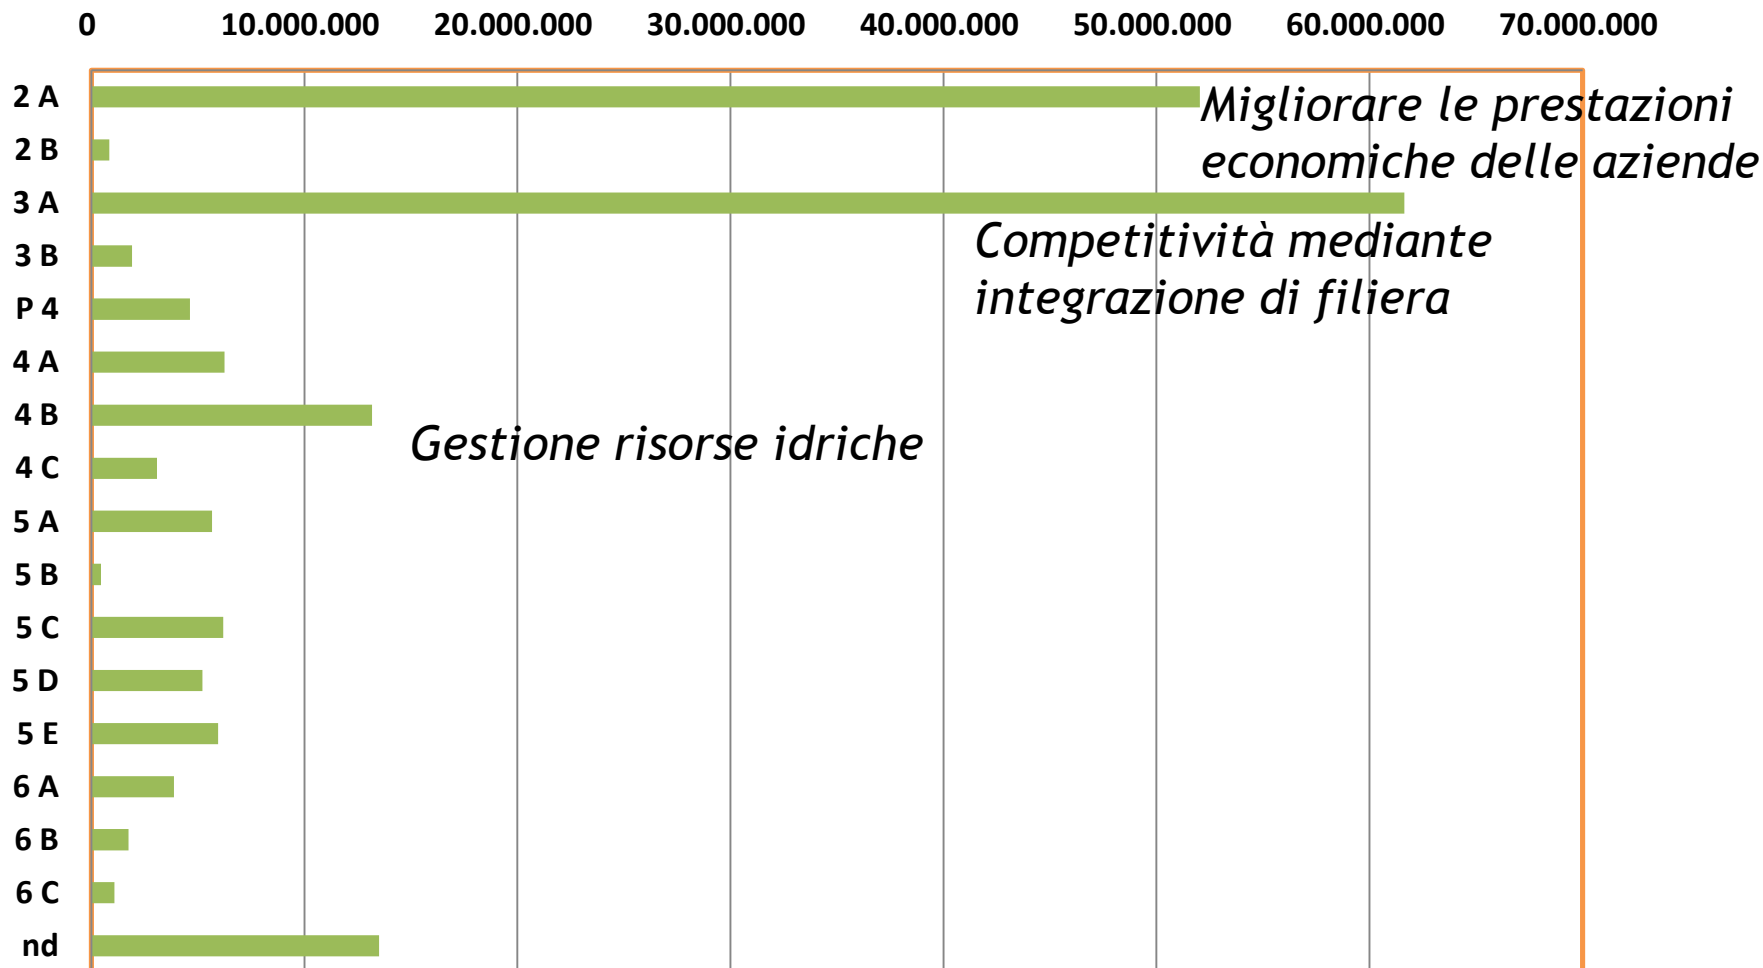 0 10.000.000 20.000.000 30.000.000 40.000.000 50.000.000 60.000.000 70.000.000
2 A
Migliorare le prestazioni
economiche delle aziende
2 B
3 A
Competitività mediante
integrazione di filiera
3 B
P 4
4 A
4 B
Gestione risorse idriche
4 C
5 A
5 B
5 C
5 D
5 E
6 A
6 B
6 C
nd